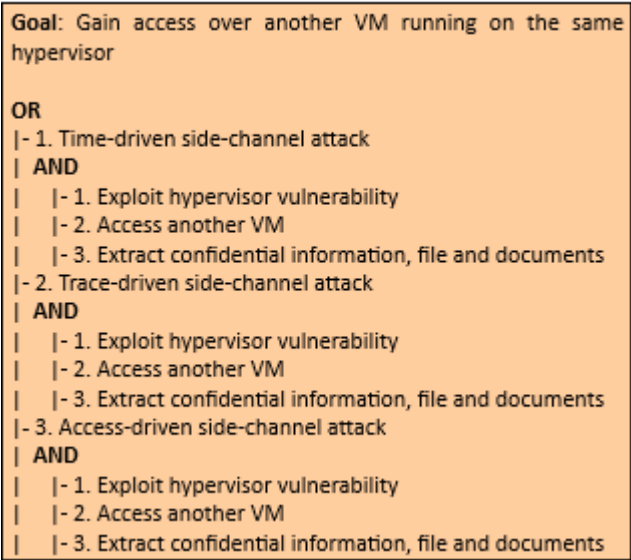 Goal: Gain access over another VM running on the same
hypervisor
OR
|- 1. Time-driven side-channel attack
| AND
| |- 1. Exploit hypervisor vulnerability
| |- 2. Access another VM
| |- 3. Extract confidential information, file and documents
|- 2. Trace-driven side-channel attack
| AND
| |- 1. Exploit hypervisor vulnerability
| |- 2. Access another VM
| |- 3. Extract confidential information, file and documents
|- 3. Access-driven side-channel attack
| AND
| |- 1. Exploit hypervisor vulnerability
| |- 2. Access another VM
| |- 3. Extract confidential information, file and documents